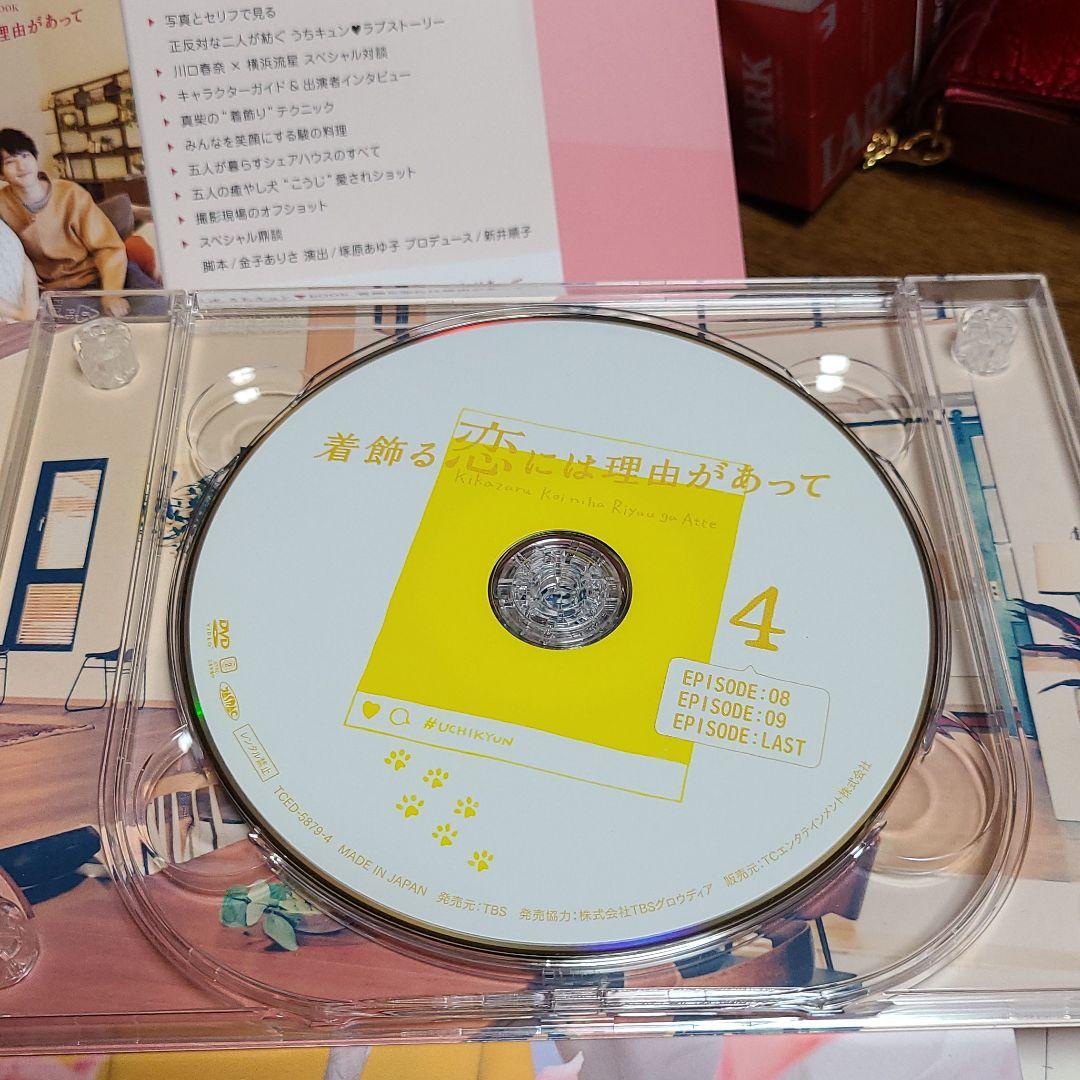 BOOK
理由があって
写真とセリフで見る
正反対な二人が紡ぐ うちキュン♥ラブストーリー
川口春奈 × 横浜流星 スペシャル対談
キャラクターガイド & 出演者インタビュー
真柴の“着飾り”テクニック
みんなを笑顔にする駿の料理
五人が暮らすシェアハウスのすべて
五人の癒やし犬 “こうじ” 愛されショット
撮影現場のオフショット
スペシャル鼎談
脚本/金子ありさ 演出/塚原あゆ子 プロデュース/新井順子
LARK
LARK
着飾る恋には理由があって
Kikazaru Koi niha Riyuu ga Atte
4
EPISODE:08
EPISODE:09
EPISODE:LAST
#UCHIKYUN
DVD
VIDEO
2
レンタル禁止
TCED-5879-4 MADE IN JAPAN 発売元:TBS 発売協力:株式会社TBSグロウディア 販売元:TCエンタテインメント株式会社